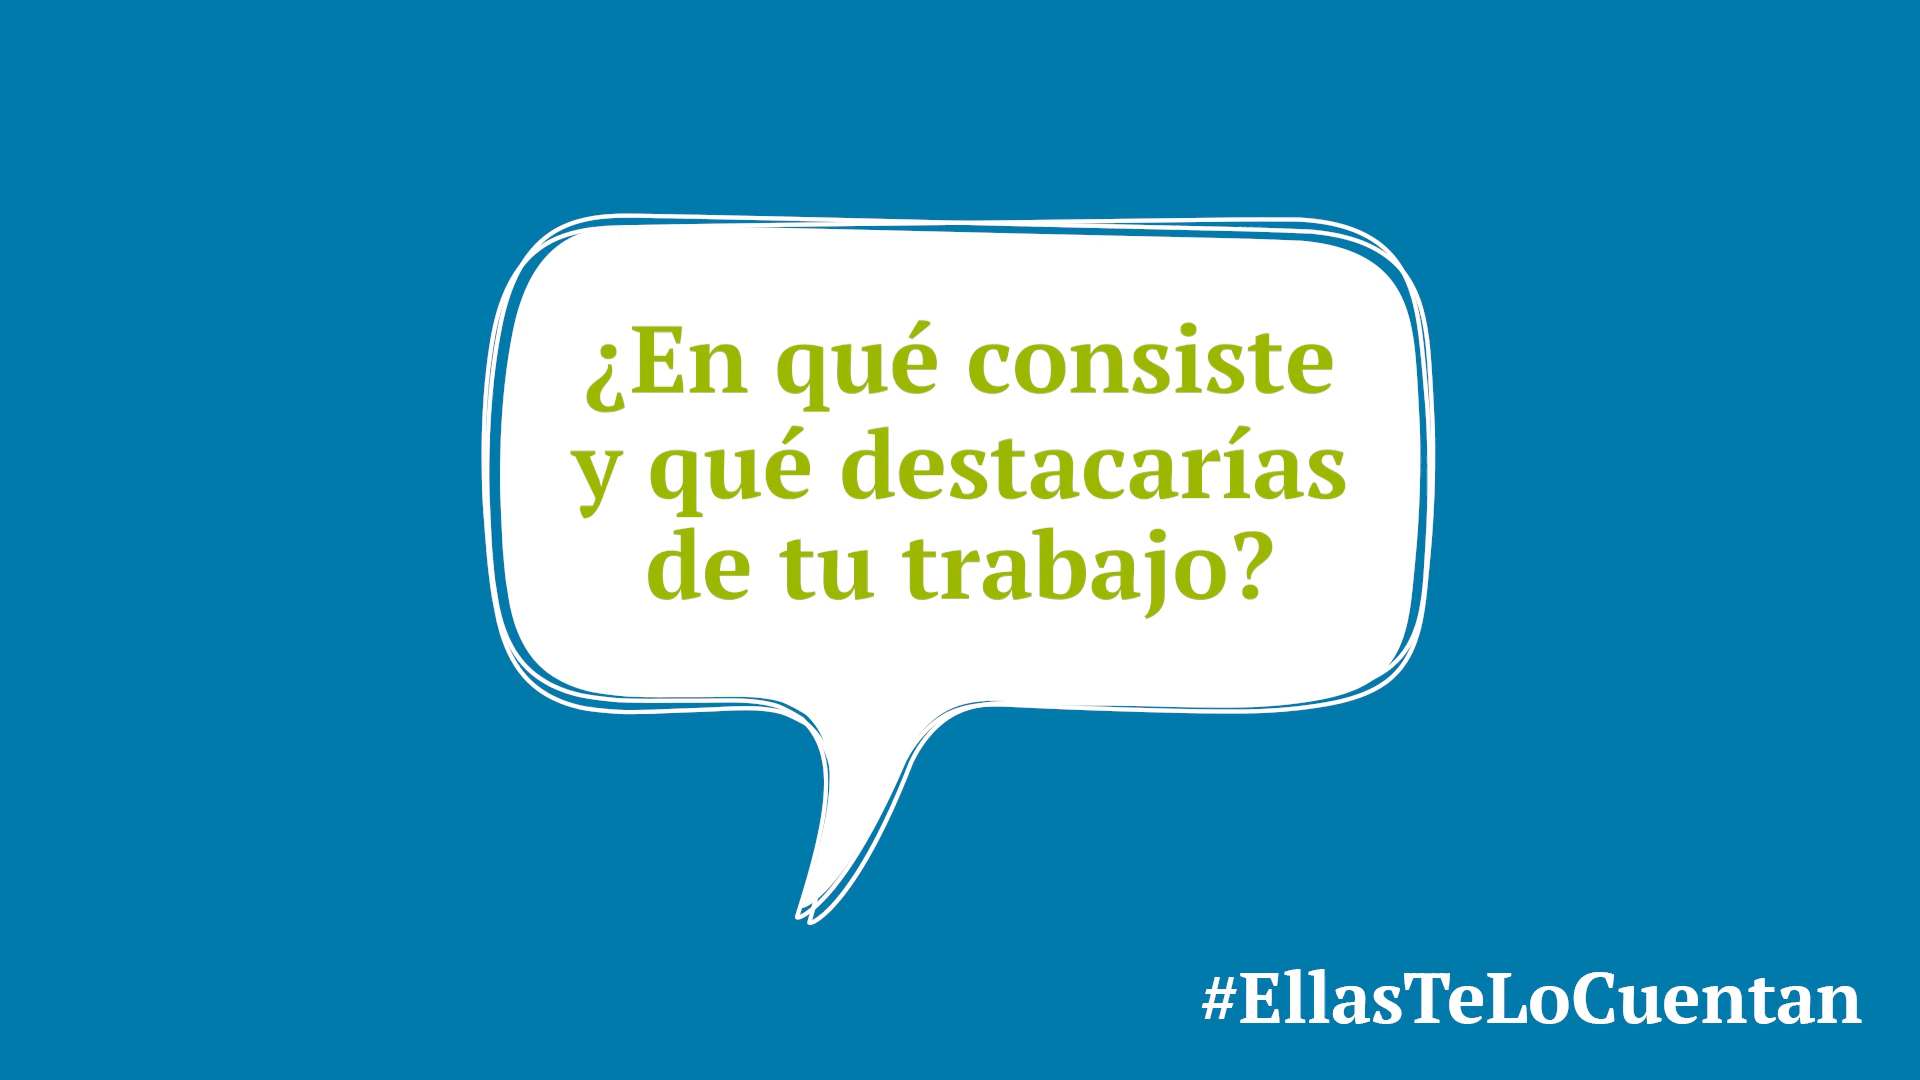 ¿En qué consiste
y qué destacarías
de tu trabajo?
#EllasTeLoCuentan